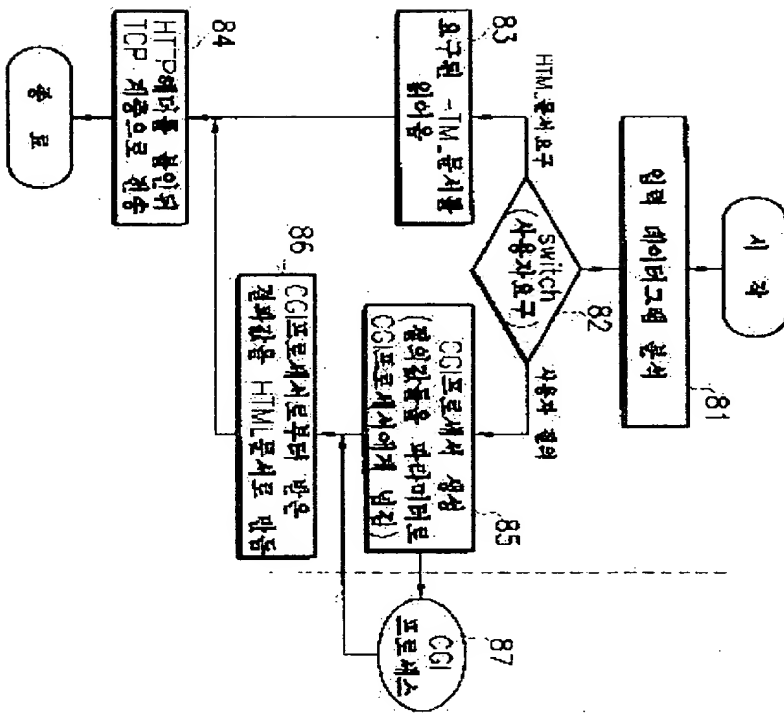 시 작
입력 데이터그램 분석
81
switch
(사용자요구)
82
HTML문서요구
사용자 질의
83
요구된 HTML문서를
읽어옴
CGI프로세서 생성
(질의값들을 파라미터로
CGI프로세서에게 넘김)
85
CGI
프로세스
87
86
CGI프로세서로부터 받은
결과값을 HTML문서로 만듬
84
HTTP헤더를 붙인뒤
TCP 계층으로 전송
종 료